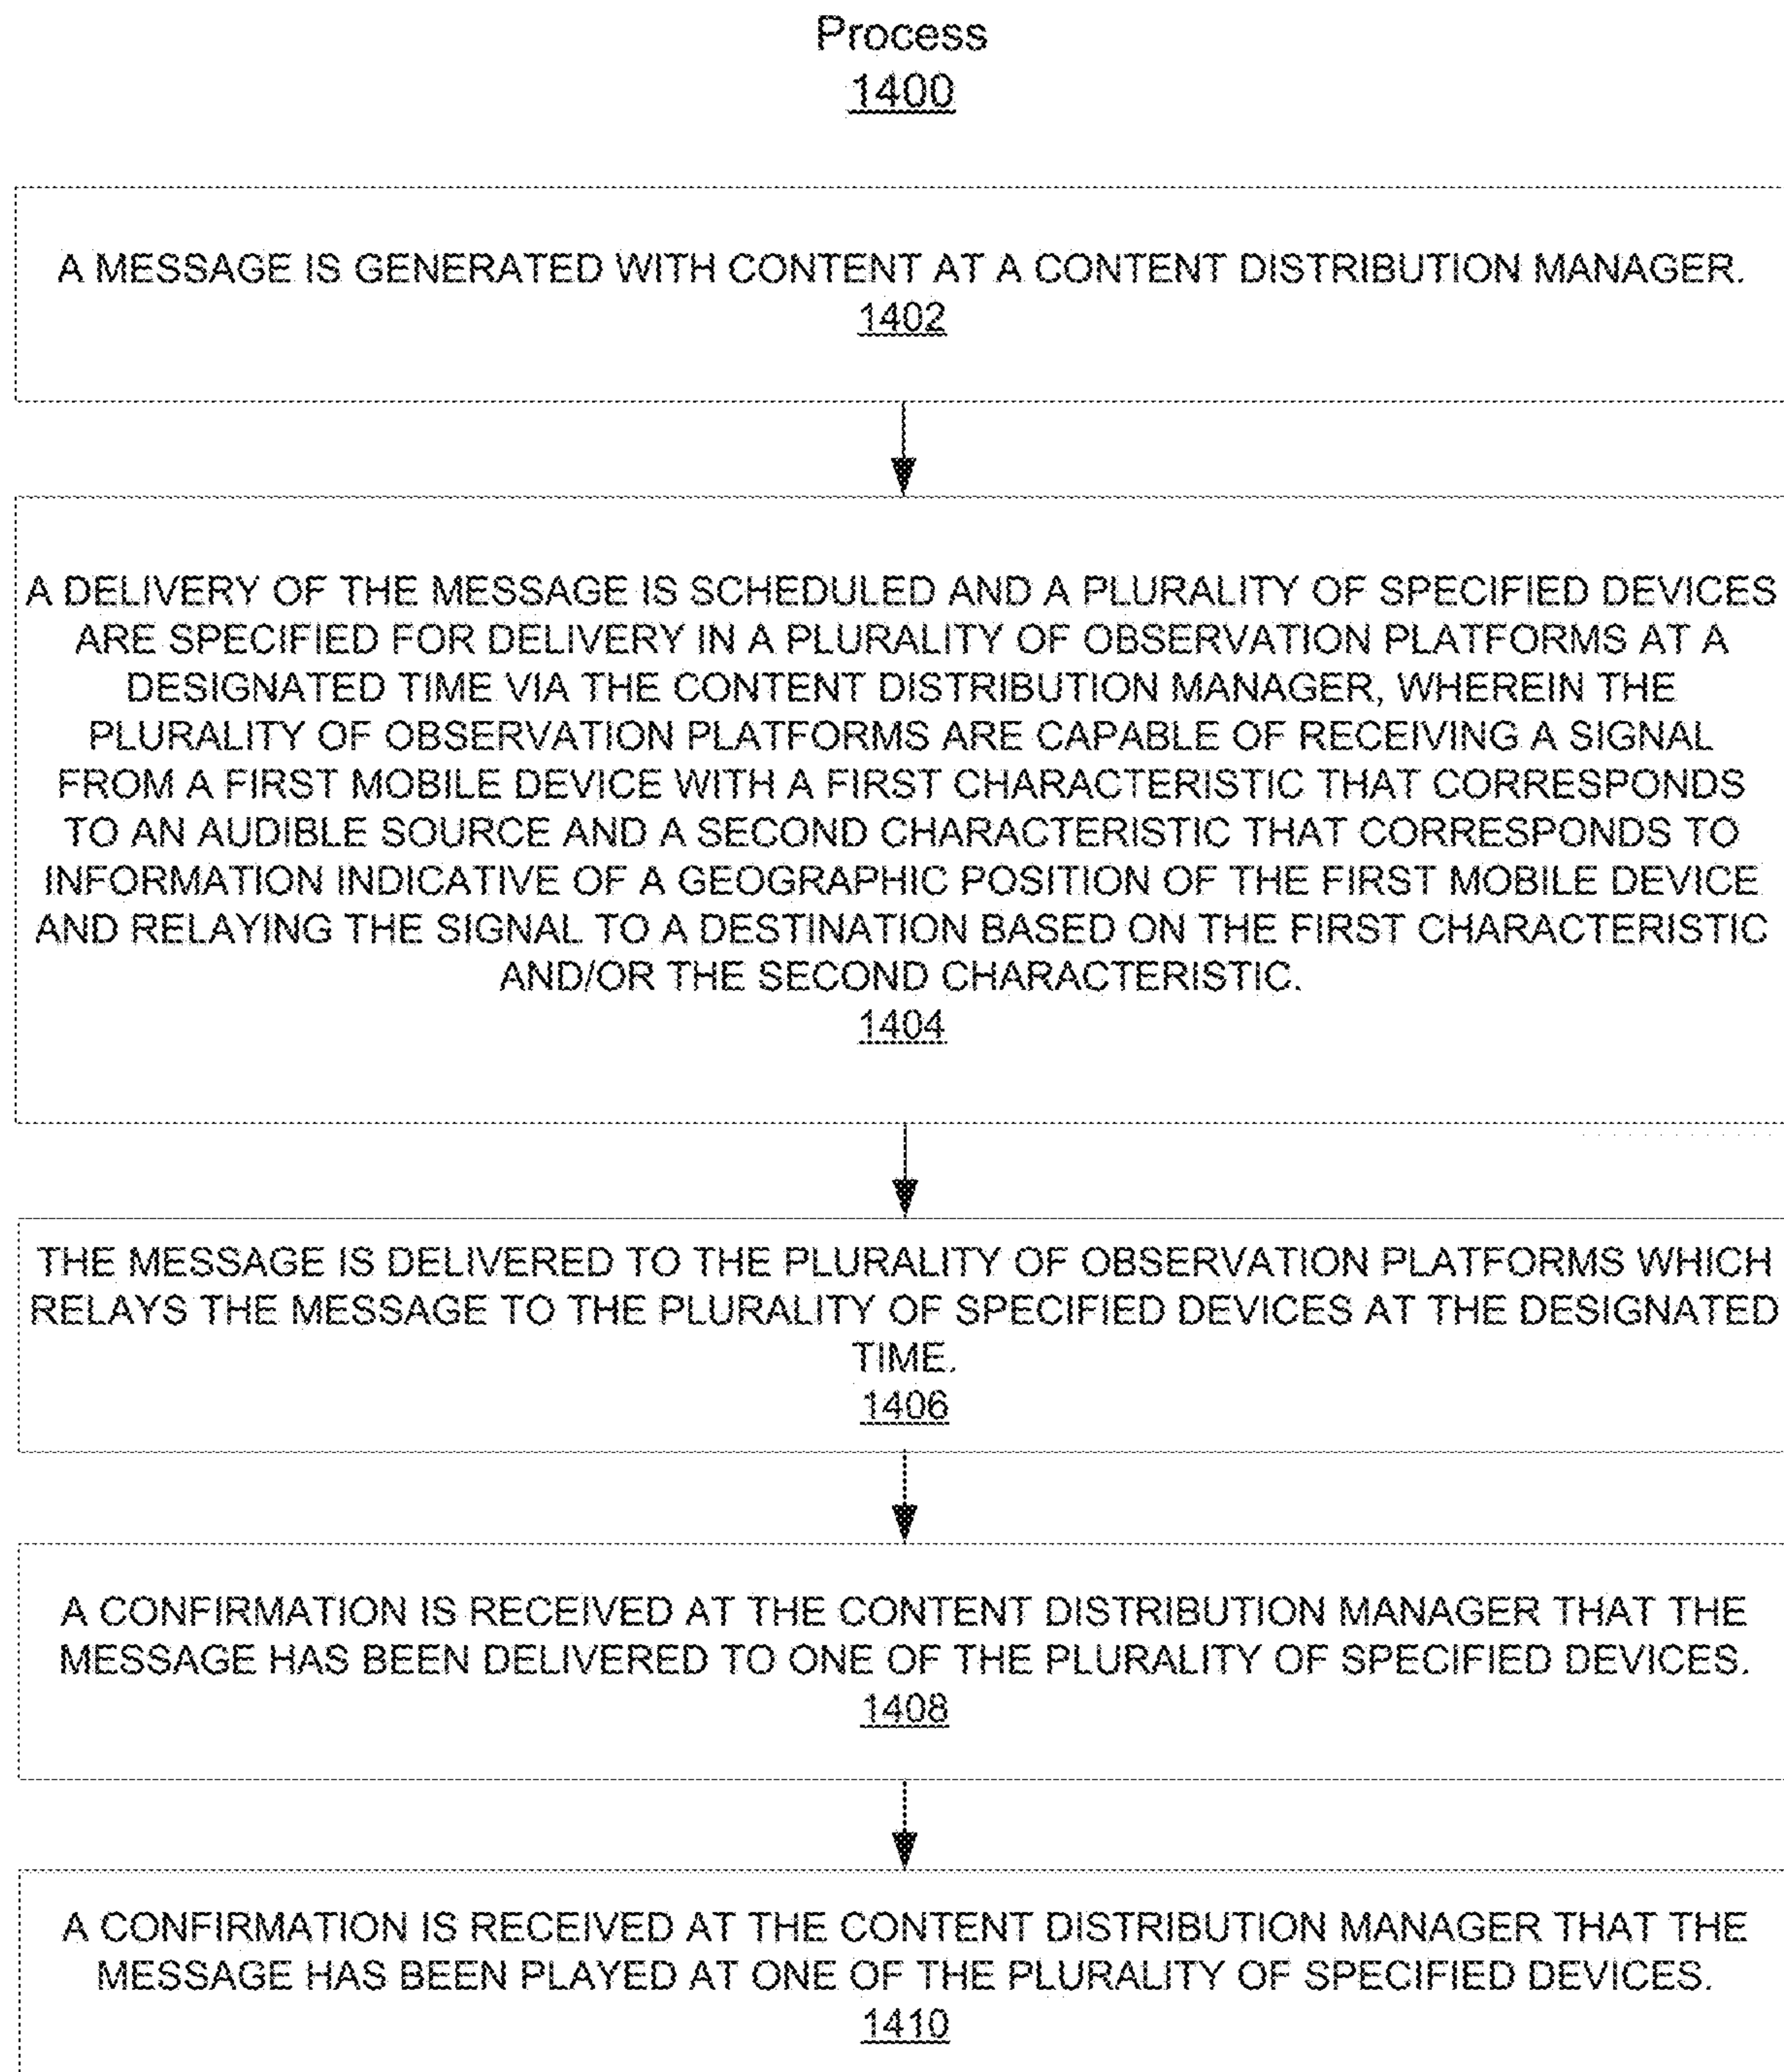 Process
1400
A MESSAGE IS GENERATED WITH CONTENT AT A CONTENT DISTRIBUTION MANAGER.
1402
A DELIVERY OF THE MESSAGE IS SCHEDULED AND A PLURALITY OF SPECIFIED DEVICES
ARE SPECIFIED FOR DELIVERY IN A PLURALITY OF OBSERVATION PLATFORMS AT A
DESIGNATED TIME VIA THE CONTENT DISTRIBUTION MANAGER, WHEREIN THE
PLURALITY OF OBSERVATION PLATFORMS ARE CAPABLE OF RECEIVING A SIGNAL
FROM A FIRST MOBILE DEVICE WITH A FIRST CHARACTERISTIC THAT CORRESPONDS
TO AN AUDIBLE SOURCE AND A SECOND CHARACTERISTIC THAT CORRESPONDS TO
INFORMATION INDICATIVE OF A GEOGRAPHIC POSITION OF THE FIRST MOBILE DEVICE
AND RELAYING THE SIGNAL TO A DESTINATION BASED ON THE FIRST CHARACTERISTIC
AND/OR THE SECOND CHARACTERISTIC.
1404
THE MESSAGE IS DELIVERED TO THE PLURALITY OF OBSERVATION PLATFORMS WHICH
RELAYS THE MESSAGE TO THE PLURALITY OF SPECIFIED DEVICES AT THE DESIGNATED
TIME.
1406
A CONFIRMATION IS RECEIVED AT THE CONTENT DISTRIBUTION MANAGER THAT THE
MESSAGE HAS BEEN DELIVERED TO ONE OF THE PLURALITY OF SPECIFIED DEVICES.
1408
A CONFIRMATION IS RECEIVED AT THE CONTENT DISTRIBUTION MANAGER THAT THE
MESSAGE HAS BEEN PLAYED AT ONE OF THE PLURALITY OF SPECIFIED DEVICES.
1410